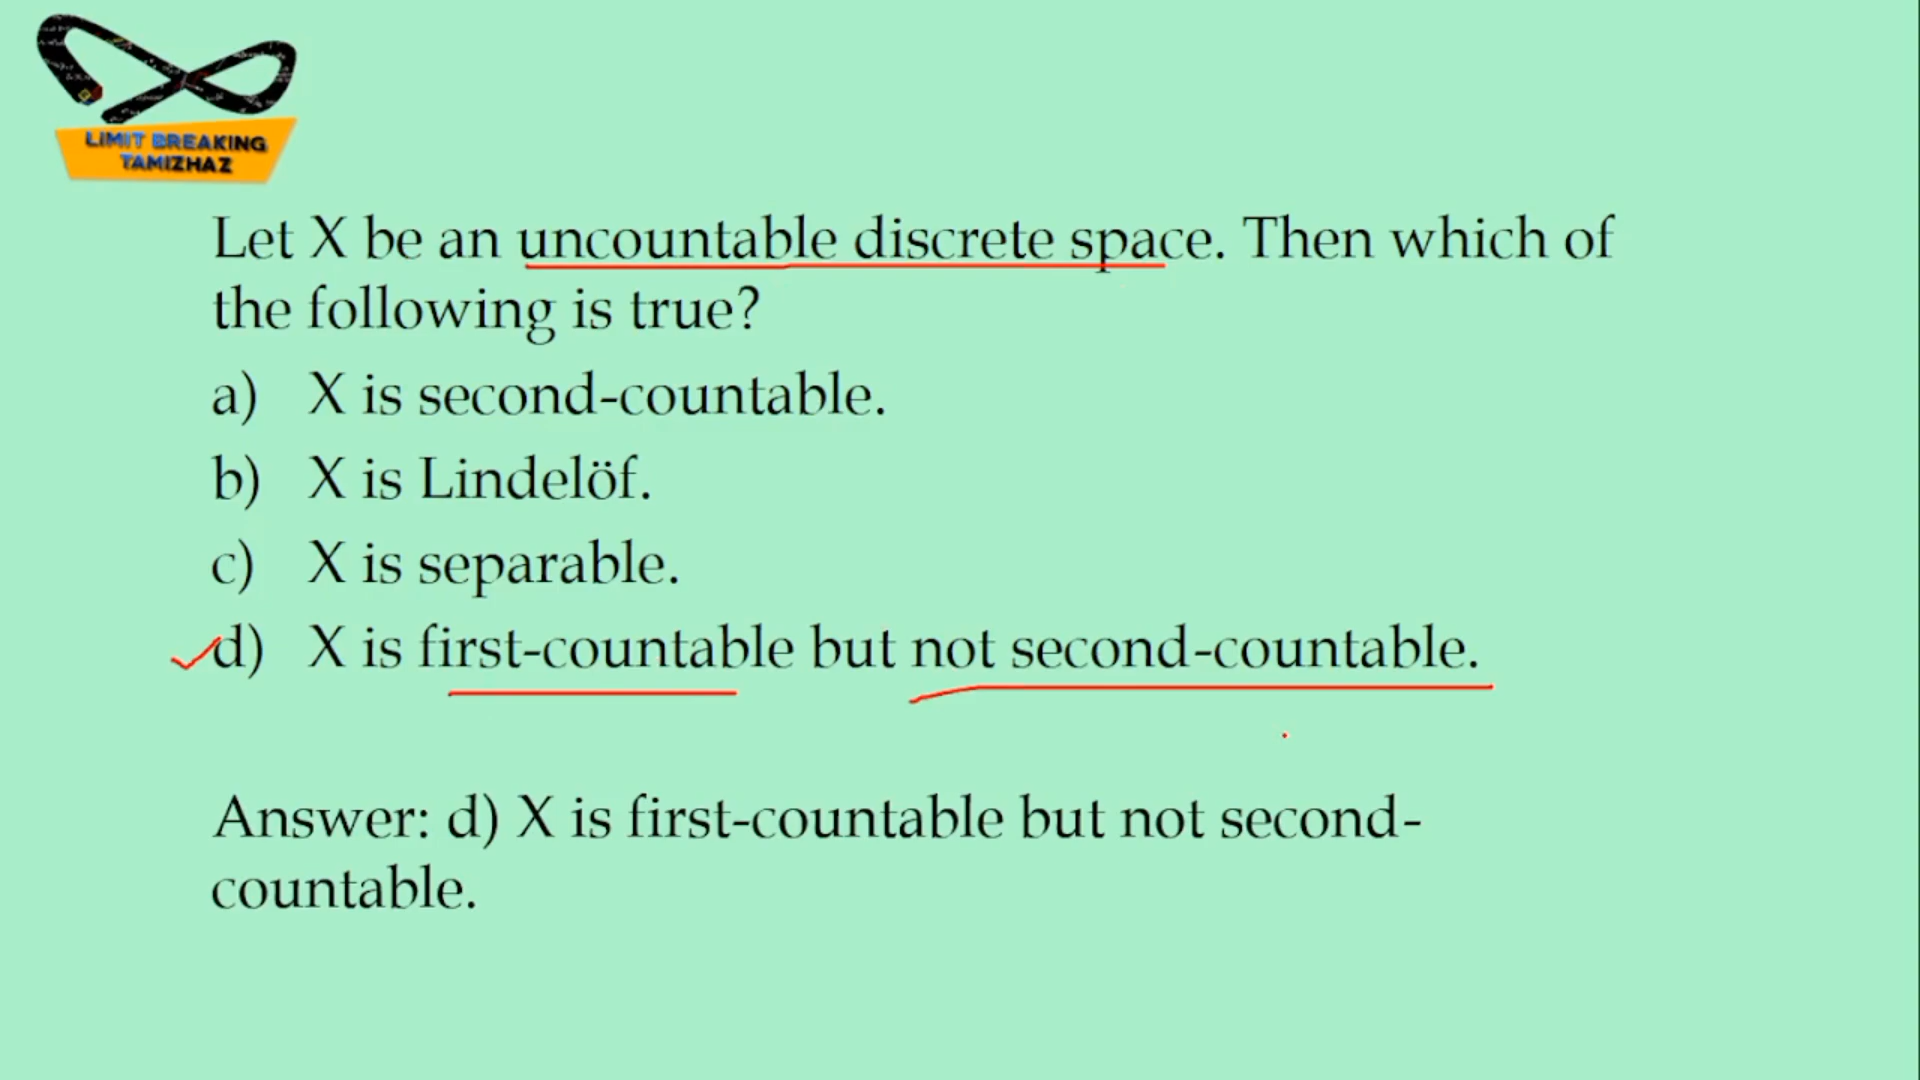 LIMIT BREAKING
TAMIZHAZ
Let X be an uncountable discrete space. Then which of
the following is true?
a) X is second-countable.
b) X is Lindelöf.
c) X is separable.
d) X is first-countable but not second-countable.
Answer: d) X is first-countable but not second-
countable.